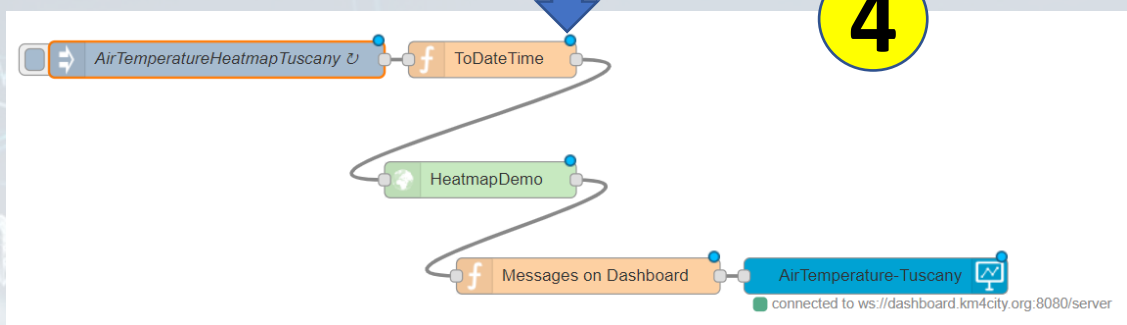 4
AirTemperatureHeatmapTuscany ↻
ToDateTime
HeatmapDemo
Messages on Dashboard
AirTemperature-Tuscany
connected to ws://dashboard.km4city.org:8080/server